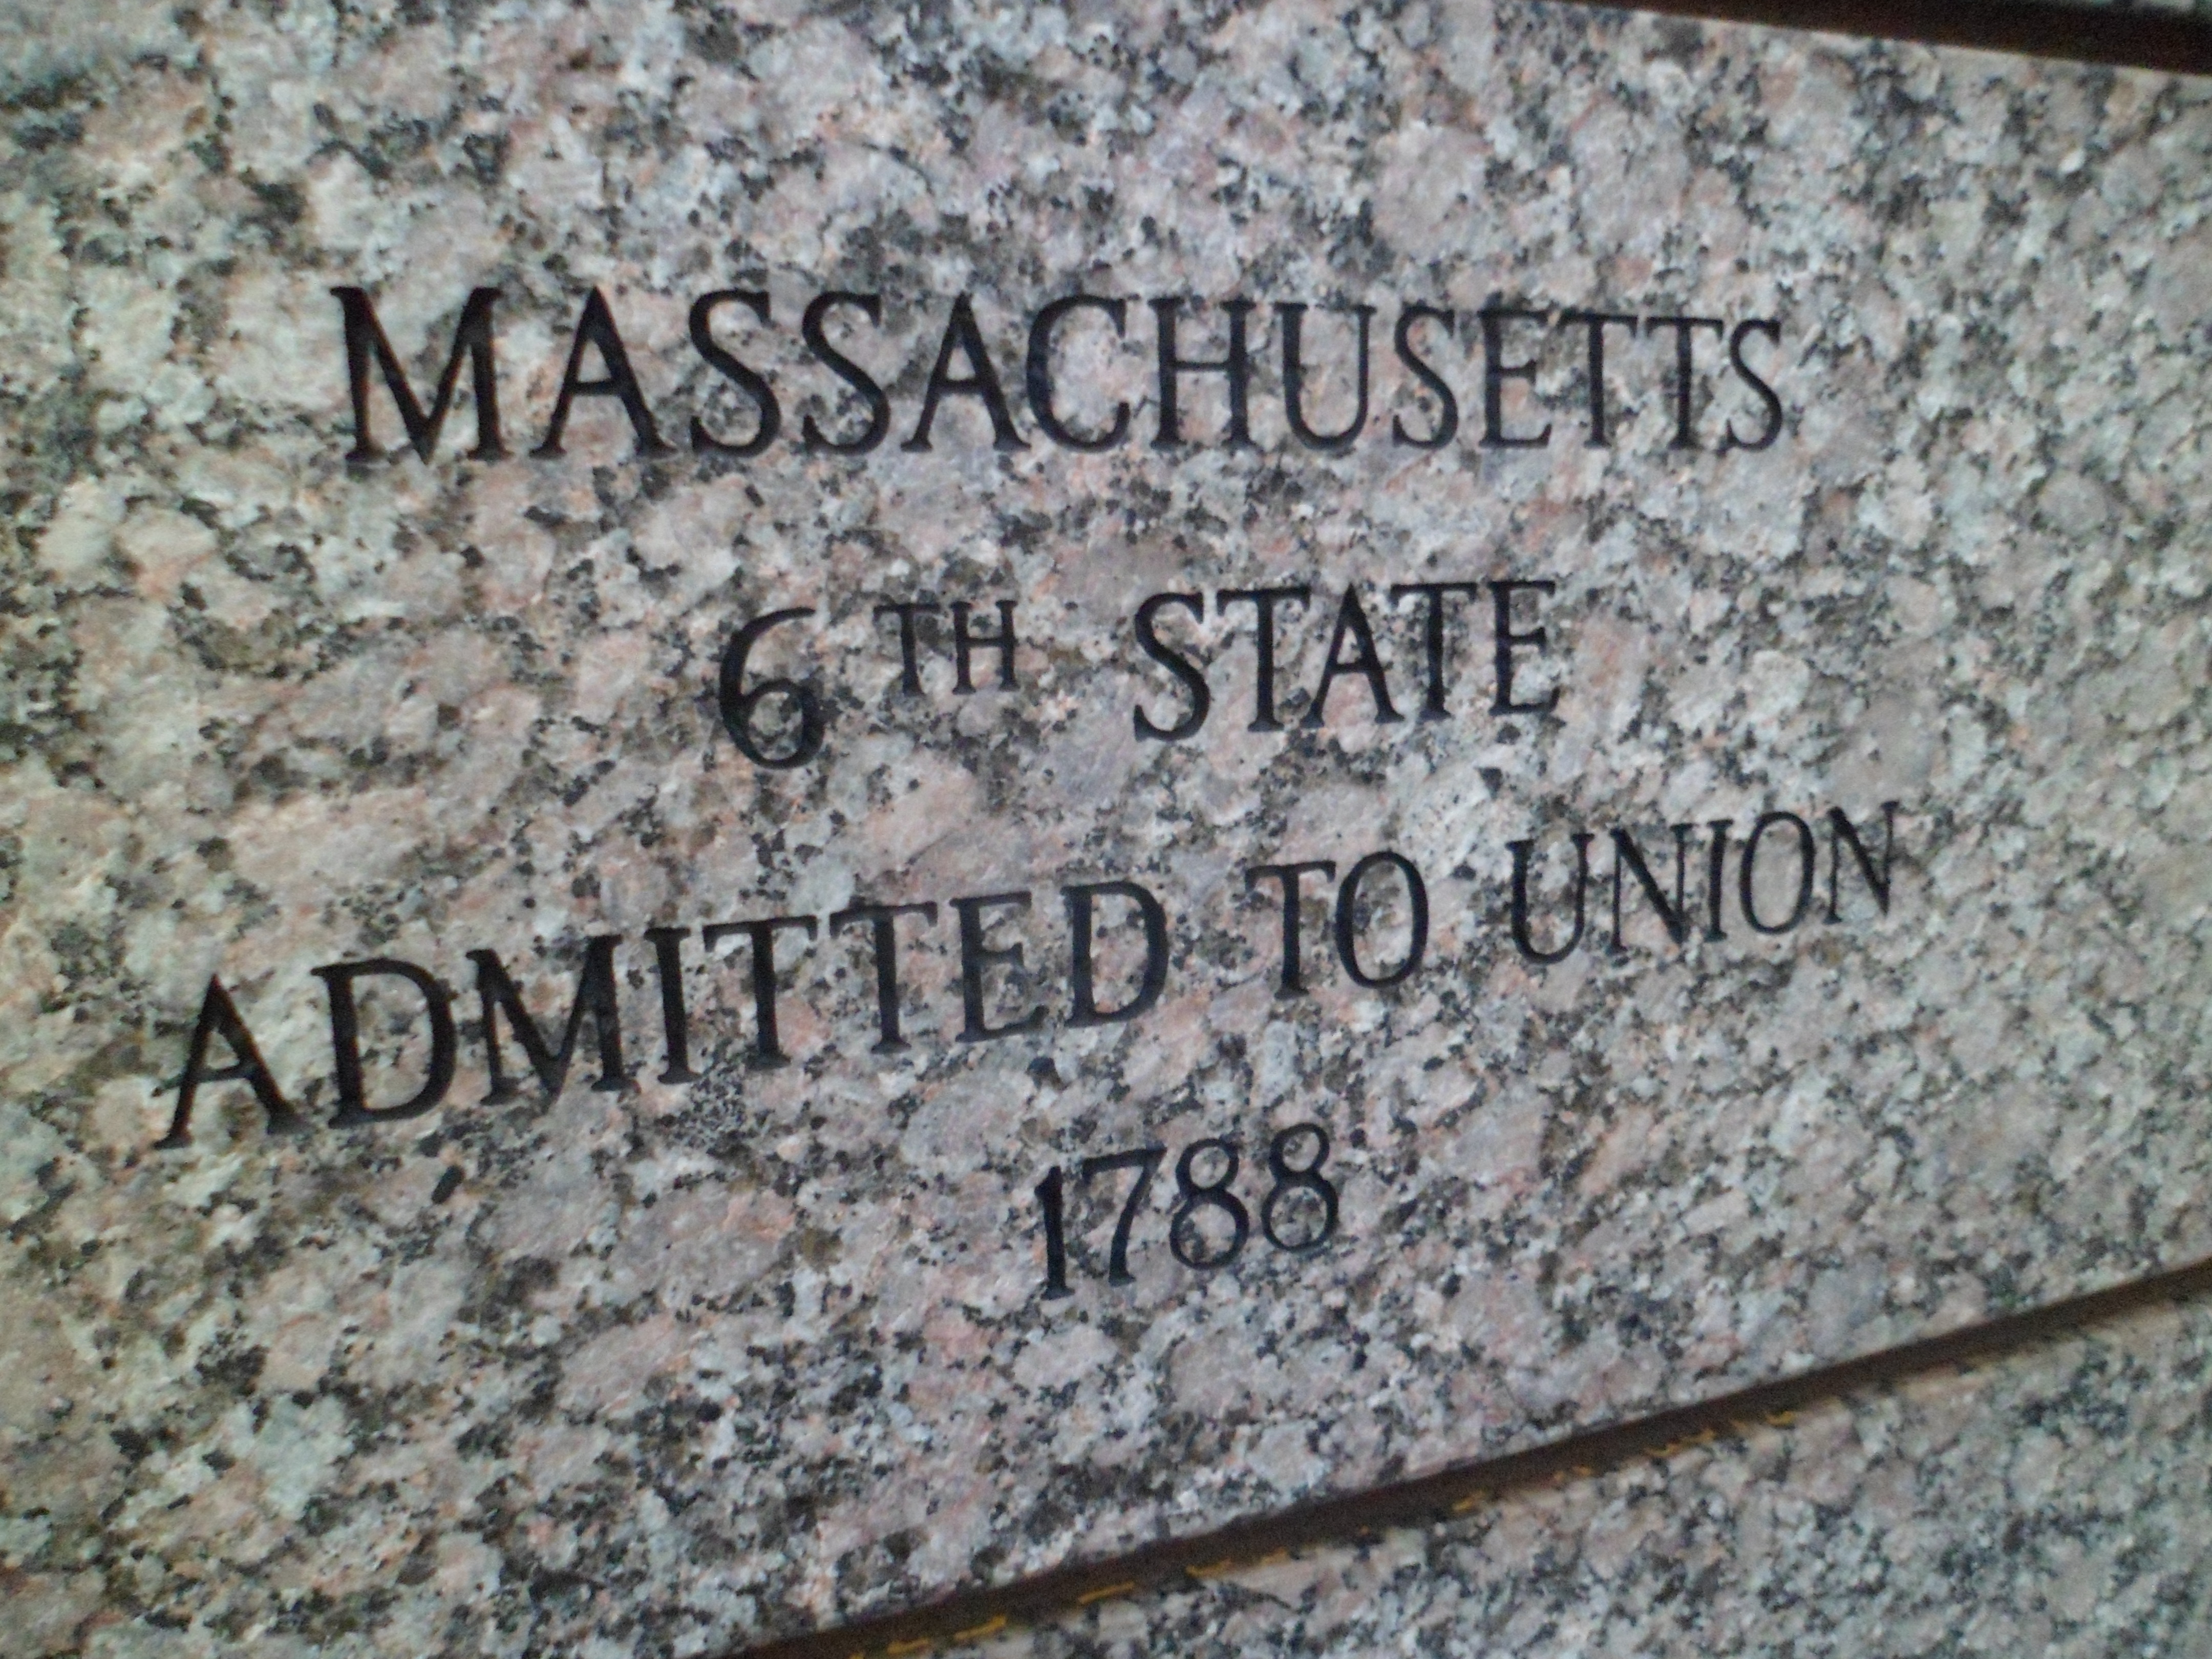 MASSACHUSETTS
6TH STATE
ADMITTED TO UNION
1788